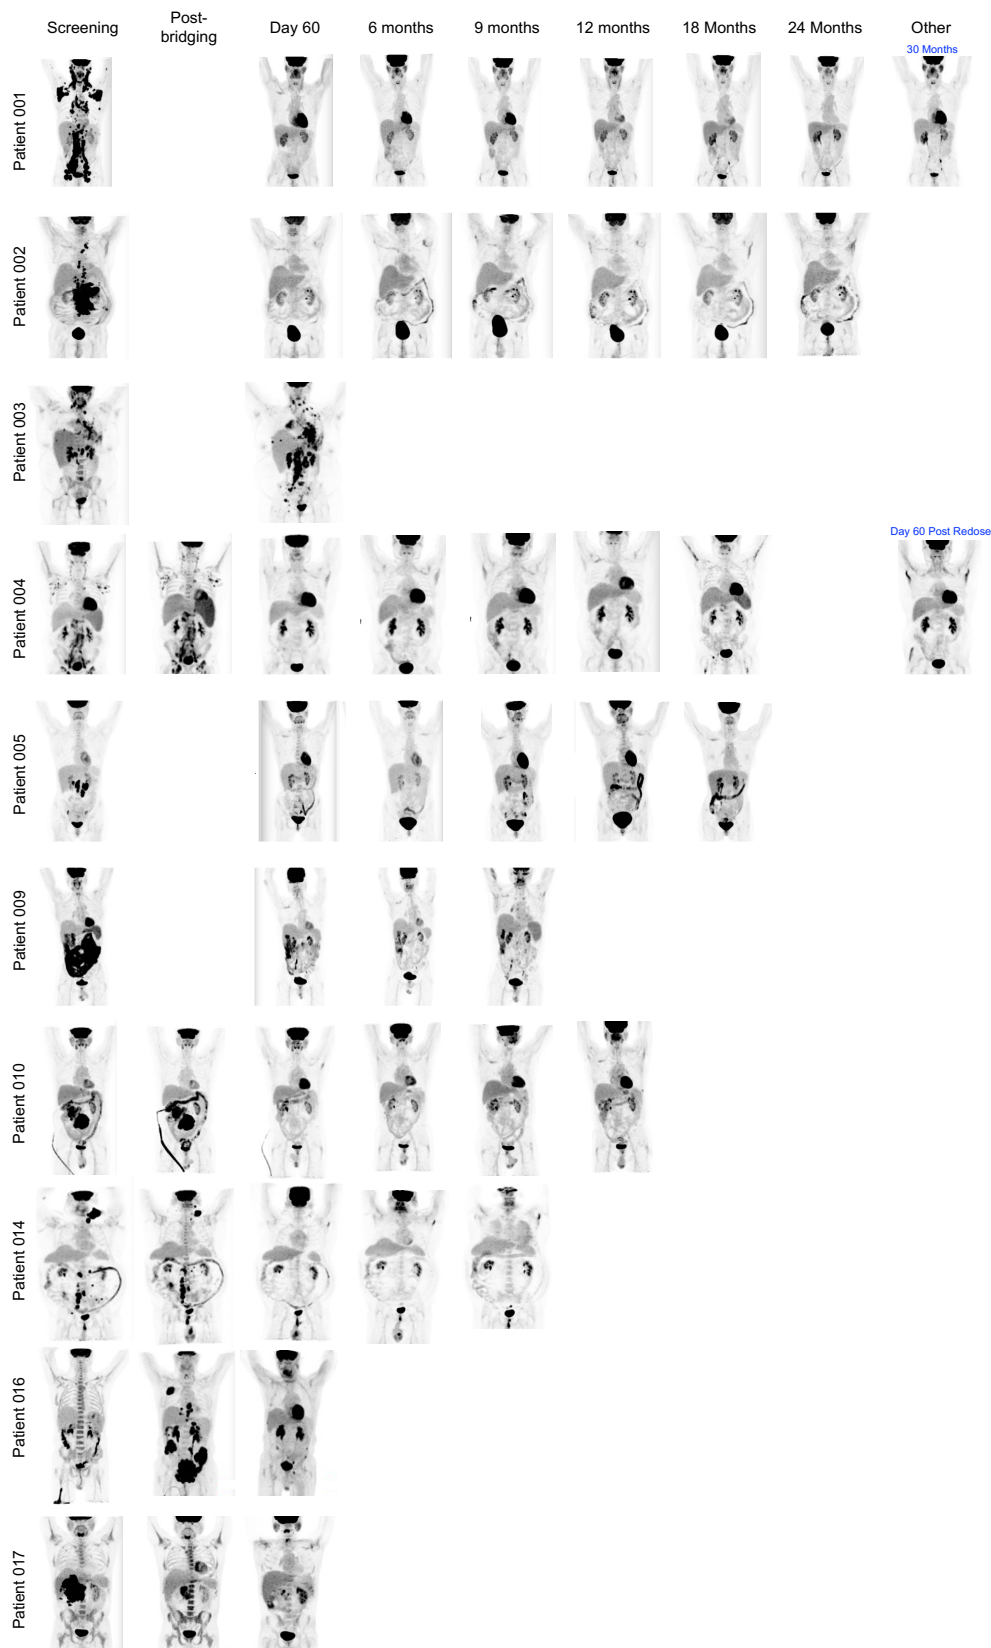 Screening
Post-
bridging
Day 60
6 months
9 months
12 months
18 Months
24 Months
Other
30 Months
Patient 001
Patient 002
Patient 003
Day 60 Post Redose
Patient 004
Patient 005
Patient 009
Patient 010
Patient 014
Patient 016
Patient 017